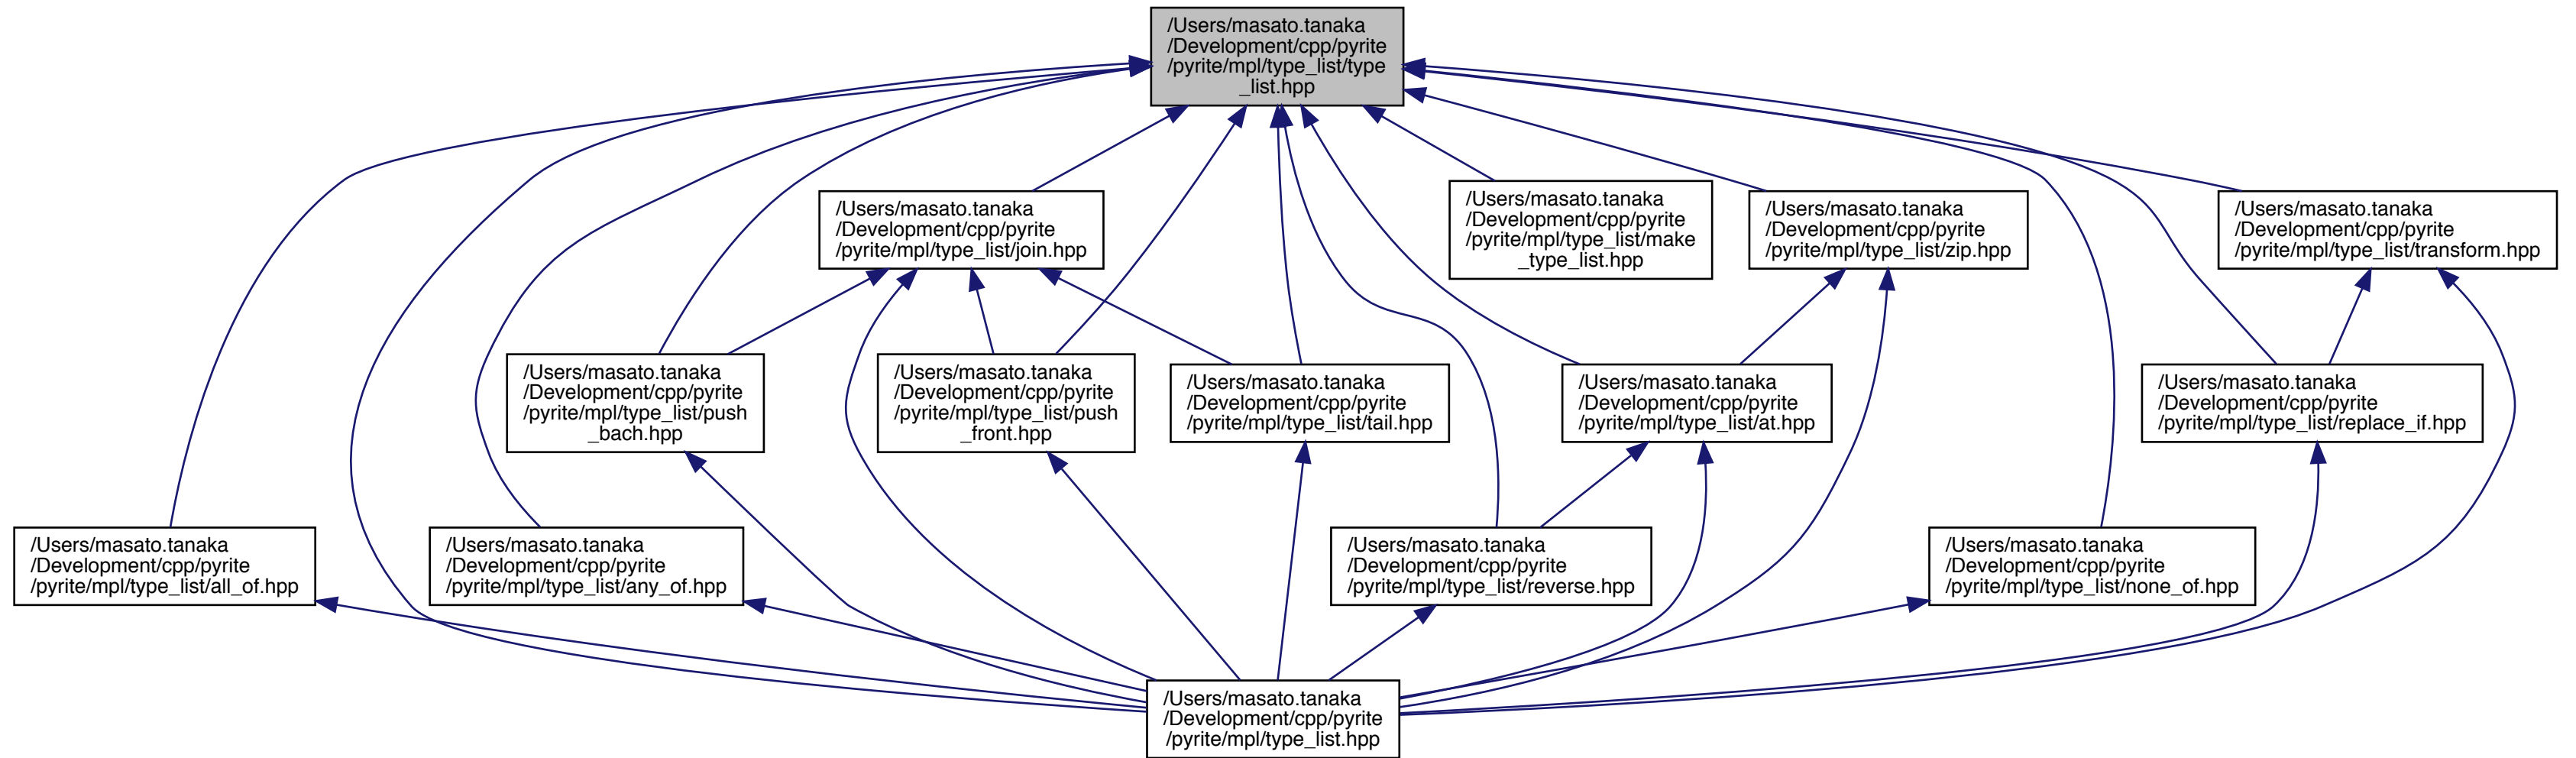 /Users/masato.tanaka
/Development/cpp/pyrite
/pyrite/mpl/type_list/type
_list.hpp
/Users/masato.tanaka
/Development/cpp/pyrite
/pyrite/mpl/type_list/join.hpp
/Users/masato.tanaka
/Development/cpp/pyrite
/pyrite/mpl/type_list/make
_type_list.hpp
/Users/masato.tanaka
/Development/cpp/pyrite
/pyrite/mpl/type_list/zip.hpp
/Users/masato.tanaka
/Development/cpp/pyrite
/pyrite/mpl/type_list/transform.hpp
/Users/masato.tanaka
/Development/cpp/pyrite
/pyrite/mpl/type_list/push
_bach.hpp
/Users/masato.tanaka
/Development/cpp/pyrite
/pyrite/mpl/type_list/push
_front.hpp
/Users/masato.tanaka
/Development/cpp/pyrite
/pyrite/mpl/type_list/tail.hpp
/Users/masato.tanaka
/Development/cpp/pyrite
/pyrite/mpl/type_list/at.hpp
/Users/masato.tanaka
/Development/cpp/pyrite
/pyrite/mpl/type_list/replace_if.hpp
/Users/masato.tanaka
/Development/cpp/pyrite
/pyrite/mpl/type_list/all_of.hpp
/Users/masato.tanaka
/Development/cpp/pyrite
/pyrite/mpl/type_list/any_of.hpp
/Users/masato.tanaka
/Development/cpp/pyrite
/pyrite/mpl/type_list/reverse.hpp
/Users/masato.tanaka
/Development/cpp/pyrite
/pyrite/mpl/type_list/none_of.hpp
/Users/masato.tanaka
/Development/cpp/pyrite
/pyrite/mpl/type_list.hpp